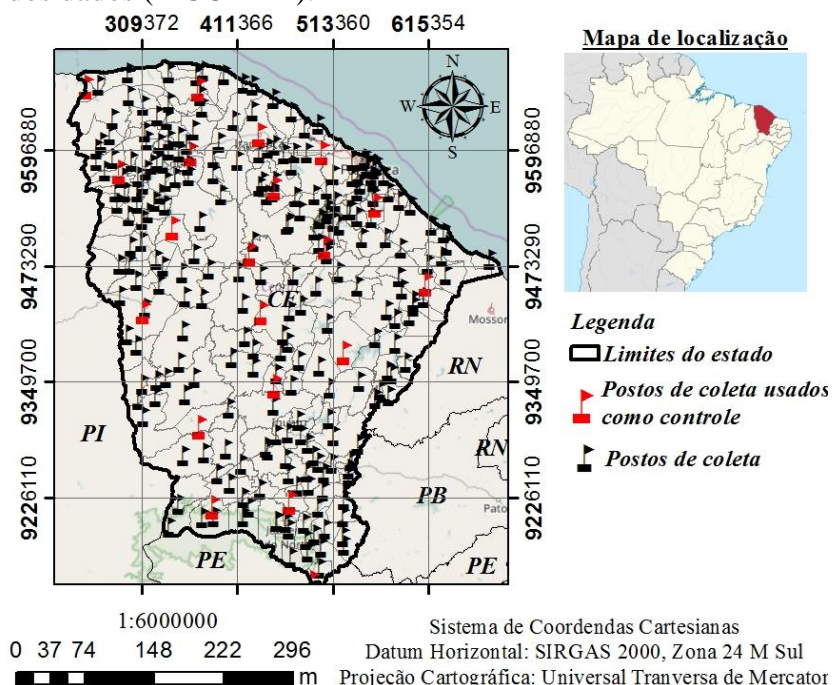 309372 411366 513360 615354
Mapa de localização
N
W E
S
9596880 9596880
9473290 9473290
CE
Mossor
Legenda
Limites do estado
RN
9349700 9349700
Postos de coleta usados
como controle
PI
RN
Postos de coleta
PB
9226110 9226110
Pato
PE
PE
1:6000000
0 37 74 148 222 296
m
Sistema de Coordendas Cartesianas
Datum Horizontal: SIRGAS 2000, Zona 24 M Sul
Projeção Cartográfica: Universal Tranversa de Mercator